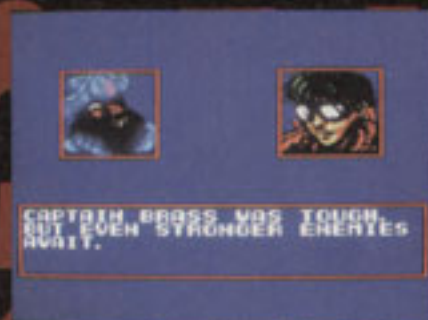 CAPTAIN BRASS WAS TOUGH.
BUT EVEN STRONGER ENEMIES
AWAIT.